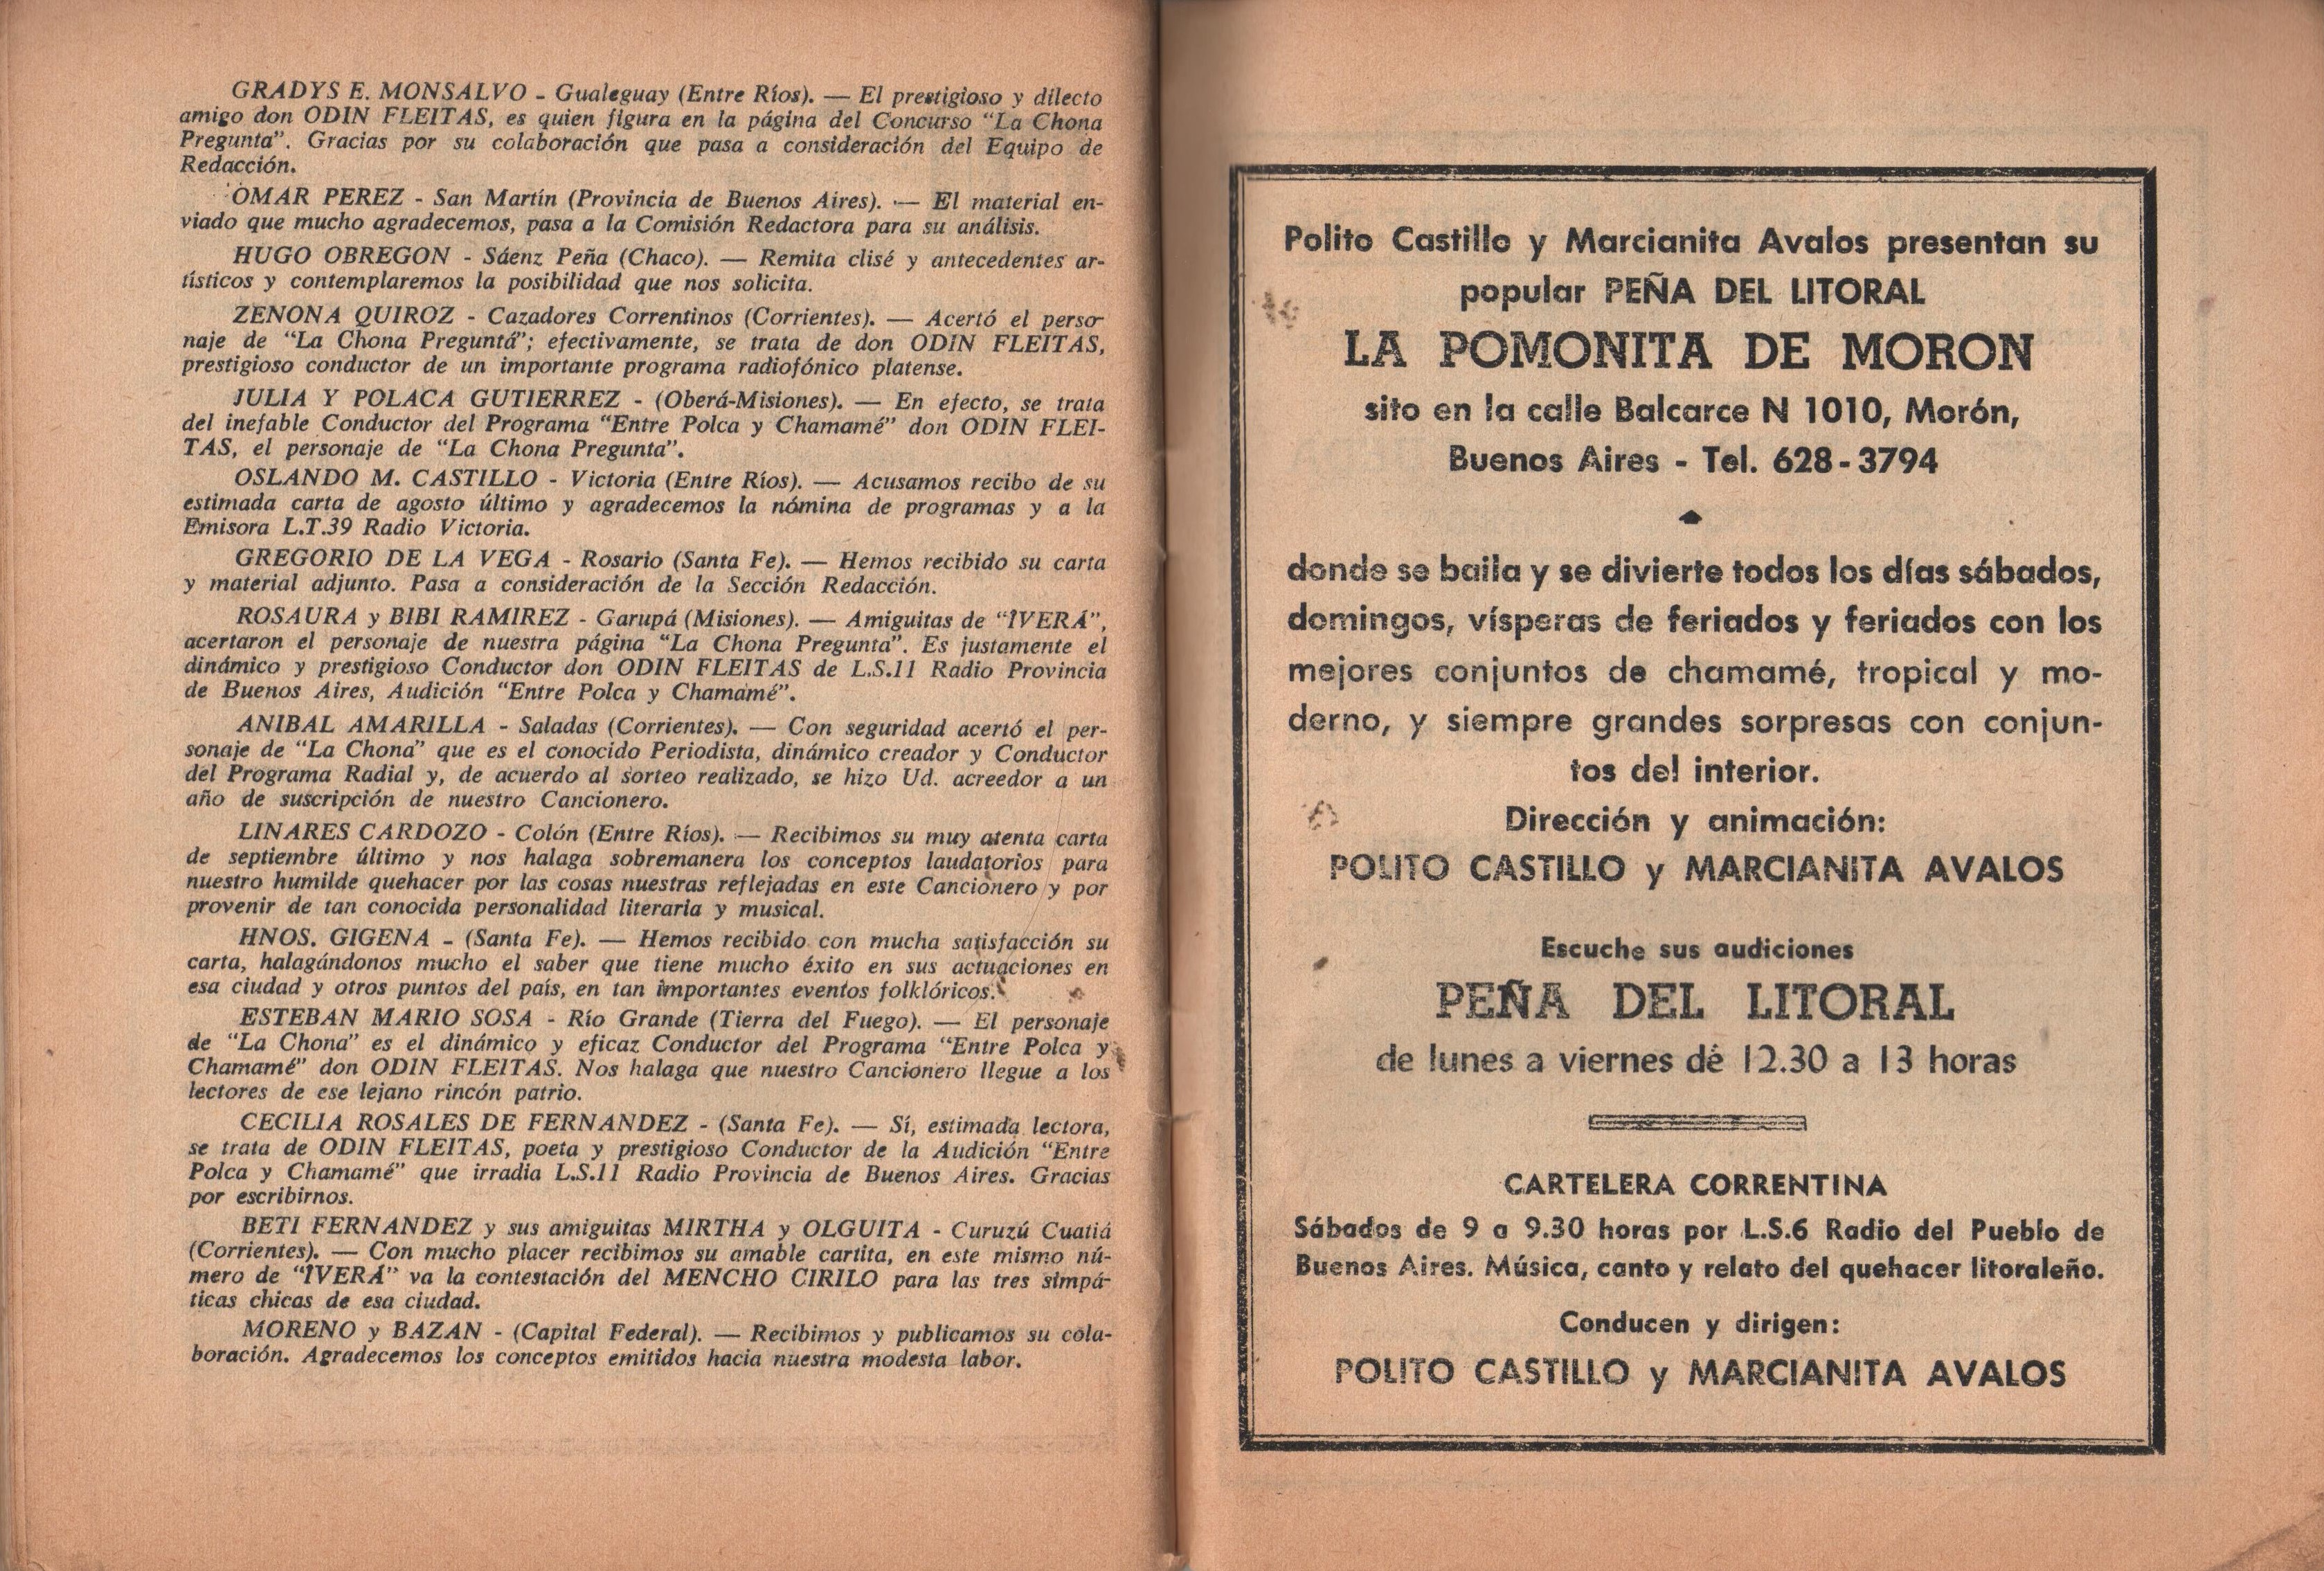 GRADYS E. MONSALVO - Gualeguay (Entre Ríos). — El prestigioso y dilecto
amigo don ODIN FLEITAS, es quien figura en la página del Concurso “La Chona
Pregunta”. Gracias por su colaboración que pasa a consideración del Equipo de
Redacción.
OMAR PEREZ - San Martín (Provincia de Buenos Aires). — El material en-
viado que mucho agradecemos, pasa a la Comisión Redactora para su análisis.
HUGO OBREGON - Sáenz Peña (Chaco). — Remita clisé y antecedentes ar-
tísticos y contemplaremos la posibilidad que nos solicita.
ZENONA QUIROZ - Cazadores Correntinos (Corrientes). — Acertó el perso-
naje de “La Chona Preguntá”; efectivamente, se trata de don ODIN FLEITAS,
prestigioso conductor de un importante programa radiofónico platense.
JULIA Y POLACA GUTIERREZ - (Oberá-Misiones). — En efecto, se trata
del inefable Conductor del Programa “Entre Polca y Chamamé” don ODIN FLEI-
TAS, el personaje de “La Chona Pregunta”.
OSLANDO M. CASTILLO - Victoria (Entre Ríos). — Acusamos recibo de su
estimada carta de agosto último y agradecemos la nómina de programas y a la
Emisora L.T.39 Radio Victoria.
GREGORIO DE LA VEGA - Rosario (Santa Fe). — Hemos recibido su carta
y material adjunto. Pasa a consideración de la Sección Redacción.
ROSAURA y BIBI RAMIREZ - Garupá (Misiones). — Amiguitas de “ÎVERÁ”,
acertaron el personaje de nuestra página “La Chona Pregunta”. Es justamente el
dinámico y prestigioso Conductor don ODIN FLEITAS de L.S.11 Radio Provincia
de Buenos Aires, Audición “Entre Polca y Chamamé”.
ANIBAL AMARILLA - Saladas (Corrientes). — Con seguridad acertó el per-
sonaje de “La Chona” que es el conocido Periodista, dinámico creador y Conductor
del Programa Radial y, de acuerdo al sorteo realizado, se hizo Ud. acreedor a un
año de suscripción de nuestro Cancionero.
LINARES CARDOZO - Colón (Entre Ríos). — Recibimos su muy atenta carta
de septiembre último y nos halaga sobremanera los conceptos laudatorios para
nuestro humilde quehacer por las cosas nuestras reflejadas en este Cancionero y por
provenir de tan conocida personalidad literaria y musical.
HNOS. GIGENA - (Santa Fe). — Hemos recibido con mucha satisfacción su
carta, halagándonos mucho el saber que tiene mucho éxito en sus actuaciones en
esa ciudad y otros puntos del país, en tan importantes eventos folklóricos.
ESTEBAN MARIO SOSA - Río Grande (Tierra del Fuego). — El personaje
de “La Chona” es el dinámico y eficaz Conductor del Programa “Entre Polca y
Chamamé” don ODIN FLEITAS. Nos halaga que nuestro Cancionero llegue a los
lectores de ese lejano rincón patrio.
CECILIA ROSALES DE FERNANDEZ - (Santa Fe). — Sí, estimada lectora,
se trata de ODIN FLEITAS, poeta y prestigioso Conductor de la Audición “Entre
Polca y Chamamé” que irradia L.S.11 Radio Provincia de Buenos Aires. Gracias
por escribirnos.
BETI FERNANDEZ y sus amiguitas MIRTHA y OLGUITA - Curuzú Cuatiá
(Corrientes). — Con mucho placer recibimos su amable cartita, en este mismo nú-
mero de “ÎVERÁ” va la contestación del MENCHO CIRILO para las tres simpá-
ticas chicas de esa ciudad.
MORENO y BAZAN - (Capital Federal). — Recibimos y publicamos su cola-
boración. Agradecemos los conceptos emitidos hacia nuestra modesta labor.
Polito Castillo y Marcianita Avalos presentan su
popular PEÑA DEL LITORAL
LA POMONITA DE MORON
sito en la calle Balcarce N 1010, Morón,
Buenos Aires - Tel. 628-3794
donde se baila y se divierte todos los días sábados,
domingos, vísperas de feriados y feriados con los
mejores conjuntos de chamamé, tropical y mo-
derno, y siempre grandes sorpresas con conjun-
tos del interior.
Dirección y animación:
POLITO CASTILLO y MARCIANITA AVALOS
Escuche sus audiciones
PEÑA DEL LITORAL
de lunes a viernes de 12.30 a 13 horas
CARTELERA CORRENTINA
Sábados de 9 a 9.30 horas por L.S.6 Radio del Pueblo de
Buenos Aires. Música, canto y relato del quehacer litoraleño.
Conducen y dirigen:
POLITO CASTILLO y MARCIANITA AVALOS